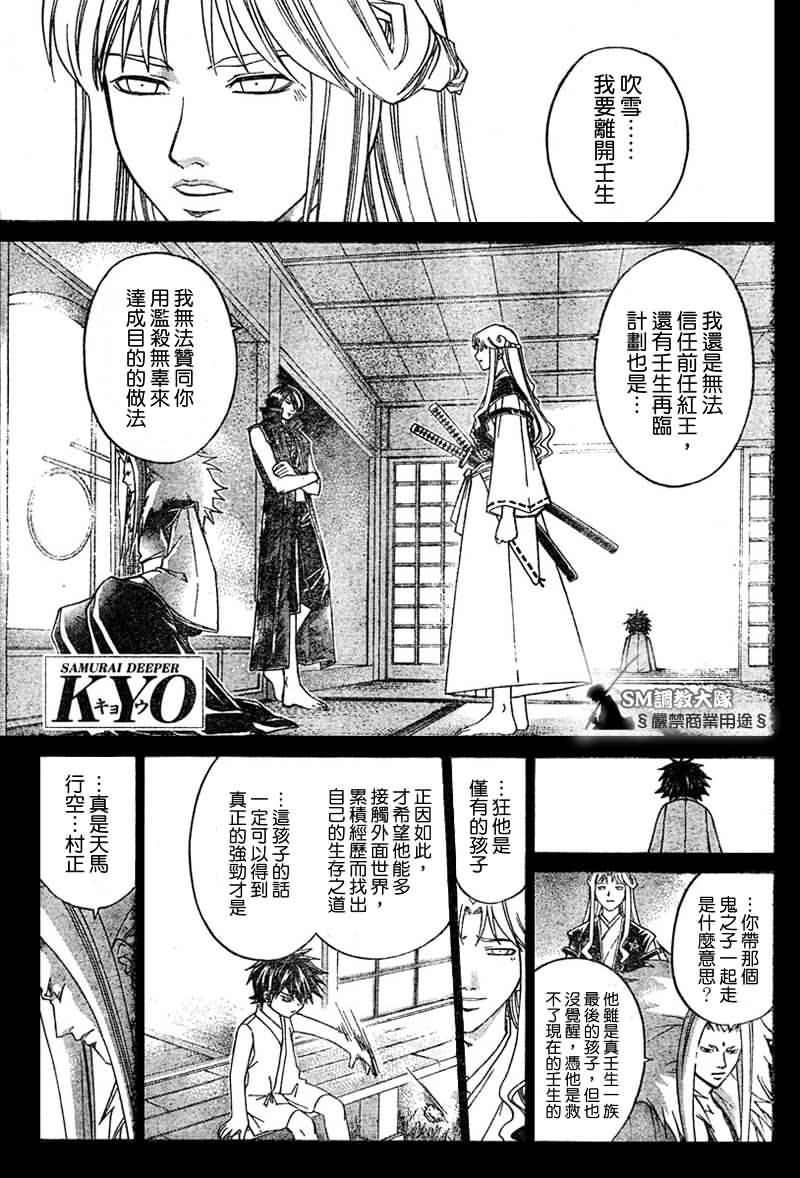 吹雪……
我要離開壬生
我還是無法
信任前任紅王，
還有壬生再臨
計劃也是…
我無法贊同你
用濫殺無辜來
達成目的的做法
SAMURAI DEEPER
KYO
キョウ
SM調教大隊
§嚴禁商業用途§
…你帶那個
鬼之子一起走
是什麼意思？
他雖是真壬生一族
最後的孩子，但也
沒覺醒，憑他是救
不了現在的壬生的
…狂他是
僅有的孩子
正因如此，
才希望他能多
接觸外面世界，
累積經歷而找出
自己的生存之道
…這孩子的話
一定可以得到
真正的強勁才是
…真是天馬
行空…村正